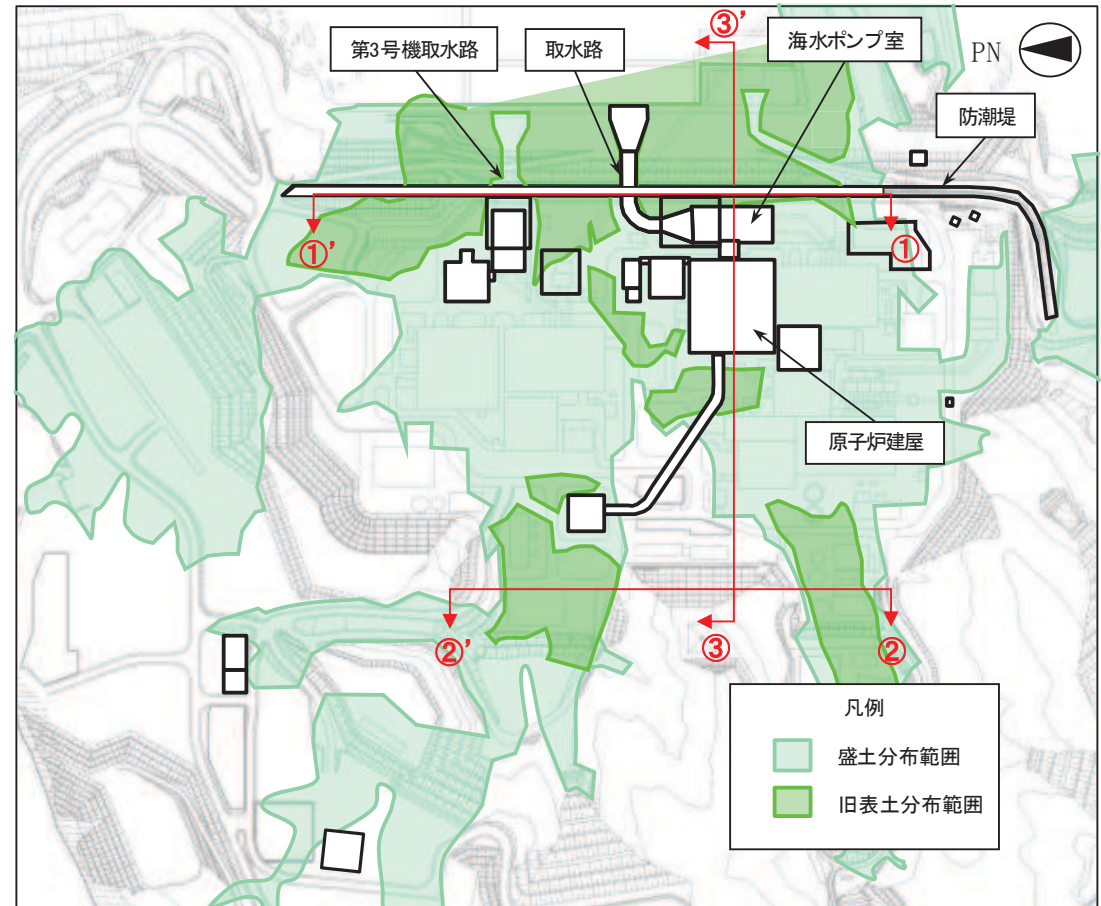 ③’
第3号機取水路
取水路
海水ポンプ室
PN
防潮堤
①’
①
原子炉建屋
②’
③
②
凡例
盛土分布範囲
旧表土分布範囲